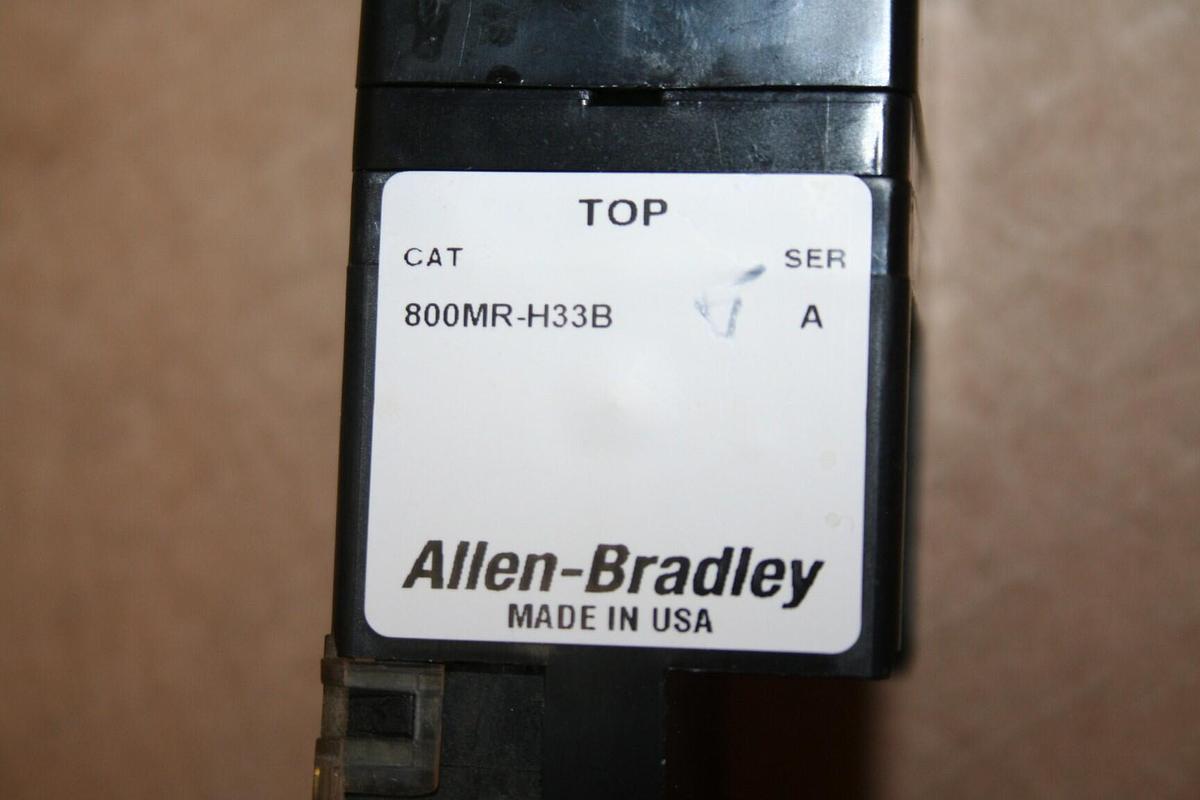 TOP
CAT SER
800MR-H33B A
Allen-Bradley
MADE IN USA